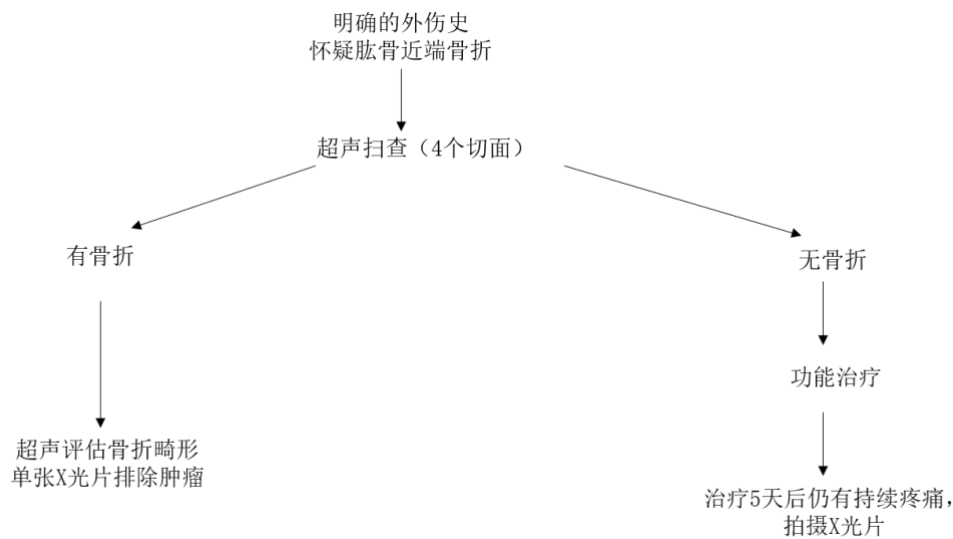 明确的外伤史
怀疑肱骨近端骨折
超声扫查（4个切面）
有骨折
无骨折
功能治疗
超声评估骨折畸形
单张X光片排除肿瘤
治疗5天后仍有持续疼痛，
拍摄X光片